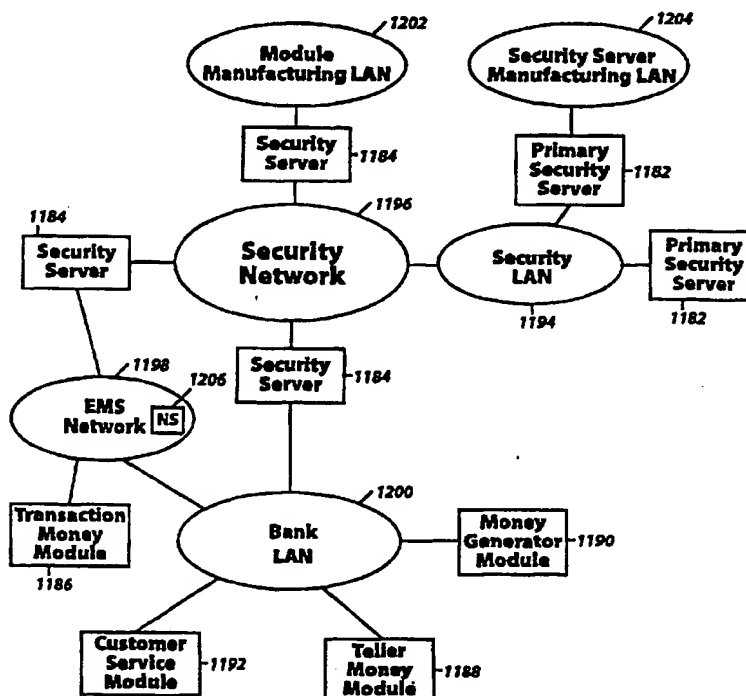 1202
1204
Module
Manufacturing LAN
Security Server
Manufacturing LAN
Security
Server
1184
Primary
Security
Server
1182
1196
1184
Security
Server
Security
Network
Security
LAN
1194
Primary
Security
Server
1182
Security
Server
1184
1198
1206
EMS
Network
NS
1200
Transaction
Money
Module
1186
Bank
LAN
Money
Generator
Module
1190
Customer
Service
Module
1192
Teller
Money
Module
1188